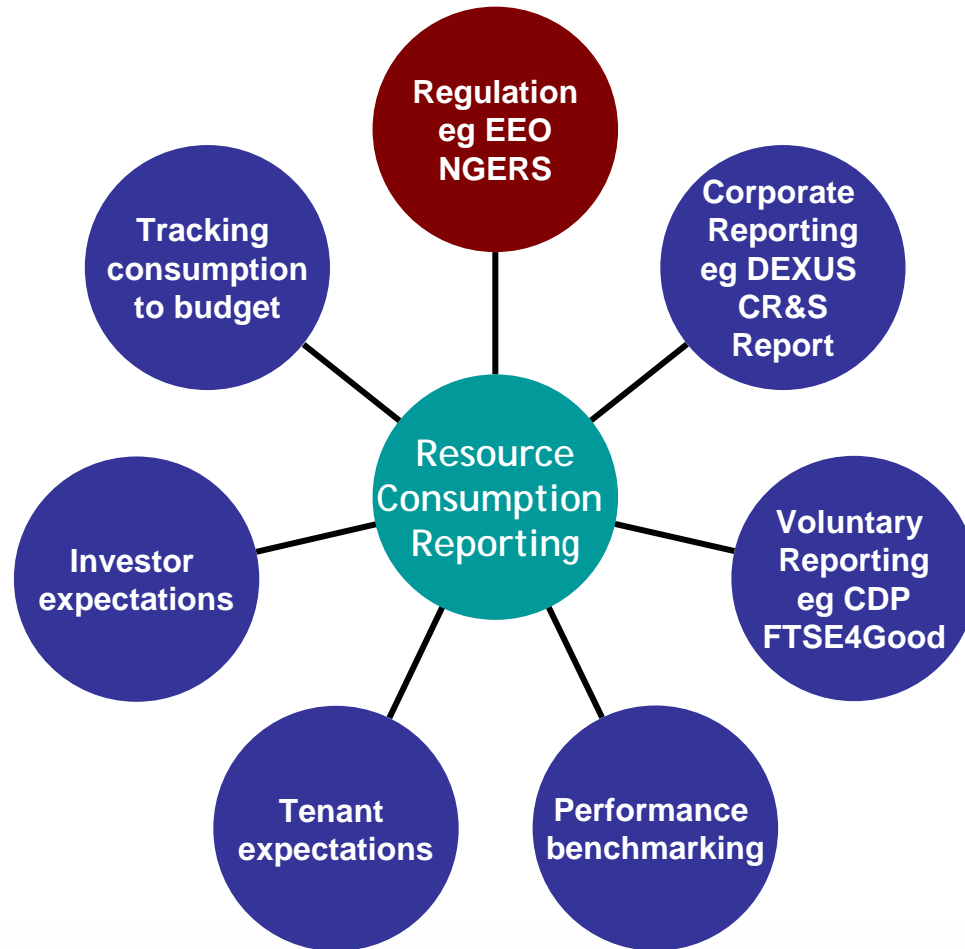 Regulation
eg EEO
NGERS
Corporate
Reporting
eg DEXUS
CR&S
Report
Tracking
consumption
to budget
Resource
Consumption
Reporting
Voluntary
Reporting
eg CDP
FTSE4Good
Investor
expectations
Tenant
expectations
Performance
benchmarking